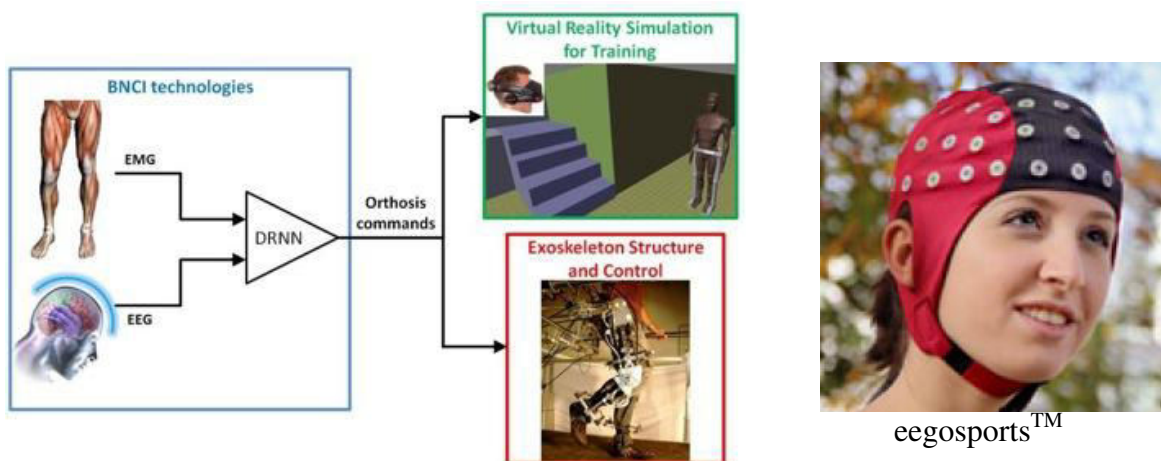 BNCI technologies
EMG
EEG
DRNN
Orthosis
commands
Virtual Reality Simulation
for Training
Exoskeleton Structure
and Control
eegosports™